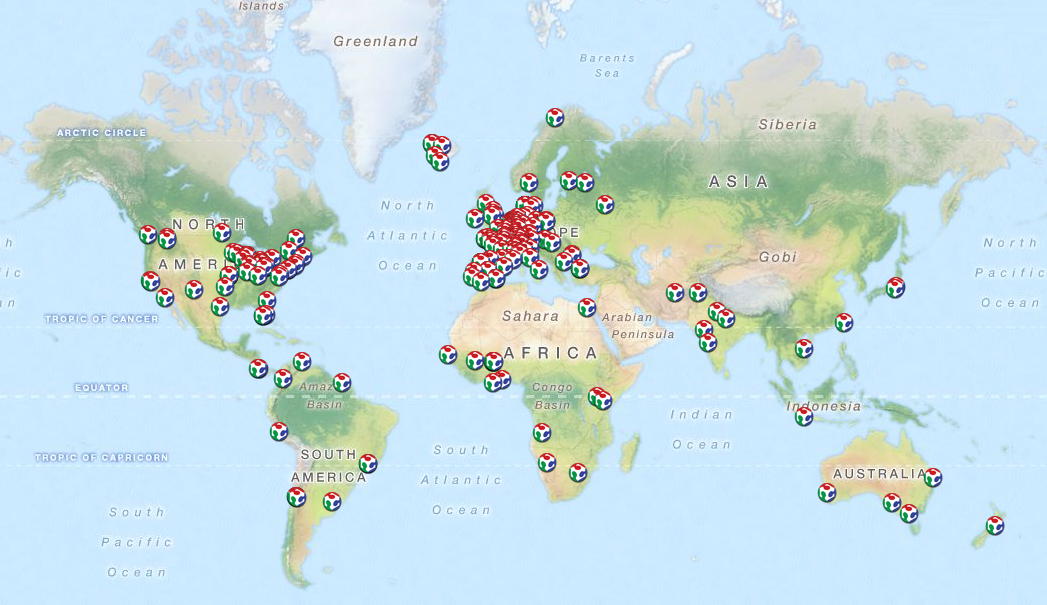 Islands
Greenland
Barents
Sea
ARCTIC CIRCLE
Siberia
ASIA
North
Atlantic
Ocean
NORTH
AMER
PE
Gobi
North
Pacific
Ocean
h
ic
n
TROPIC OF CANCER
Sahara
Arabian
Peninsula
AFRICA
EQUATOR
Amaz
Basin
Congo
Basin
Indian
Ocean
Indonesia
TROPIC OF CAPRICORN
SOUTH
AMERICA
South
Atlantic
Ocean
AUSTRALIA
South
Pacific
Ocean